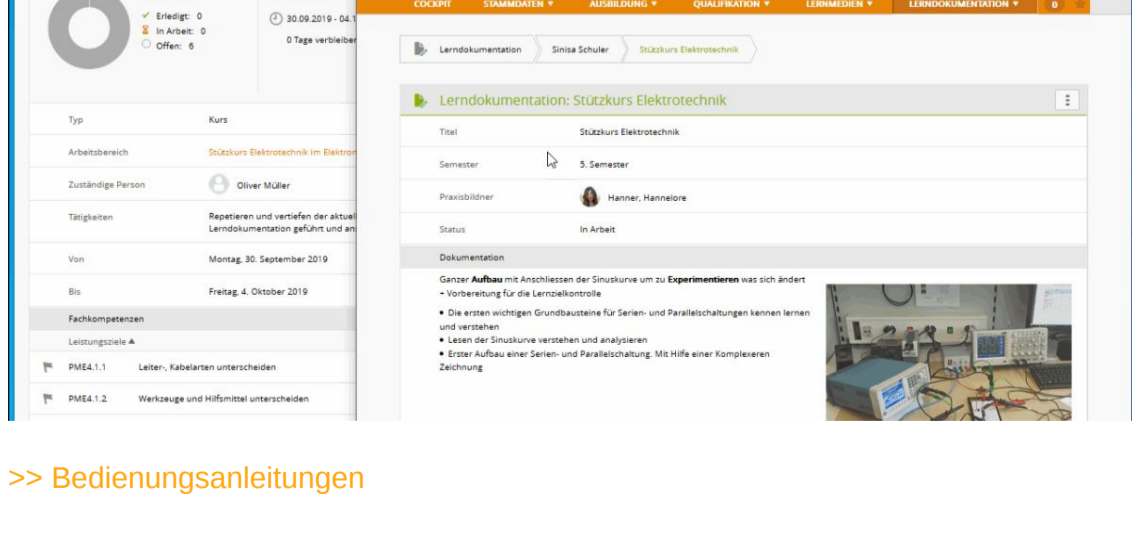 Erledigt: 0
In Arbeit: 0
Offen: 6
30.09.2019 - 04.1
0 Tage verbleiben
Typ Kurs
Arbeitsbereich Stützkurs Elektrotechnik im Elektron
Zuständige Person Oliver Müller
Tätigkeiten Repetieren und vertiefen der aktuel
Lerndokumentation geführt und an
Von Montag, 30. September 2019
Bis Freitag, 4. Oktober 2019
Fachkompetenzen
Leistungsziele ▲
PME4.1.1 Leiter-, Kabelarten unterscheiden
PME4.1.2 Werkzeuge und Hilfsmittel unterscheiden
COCKPIT STAMMDATEN ▼ AUSBILDUNG ▼ QUALIFIKATION ▼ LERNMEDIEN ▼ LERNDOKUMENTATION ▼ 0
Lerndokumentation Sinisa Schuler Stützkurs Elektrotechnik
Lerndokumentation: Stützkurs Elektrotechnik
Titel Stützkurs Elektrotechnik
Semester 5. Semester
Praxisbildner Hanner, Hannelore
Status In Arbeit
Dokumentation
Ganzer Aufbau mit Anschliessen der Sinuskurve um zu Experimentieren was sich ändert
- Vorbereitung für die Lernzielkontrolle
• Die ersten wichtigen Grundbausteine für Serien- und Parallelschaltungen kennen lernen
und verstehen
• Lesen der Sinuskurve verstehen und analysieren
• Erster Aufbau einer Serien- und Parallelschaltung. Mit Hilfe einer Komplexeren
Zeichnung
>> Bedienungsanleitungen